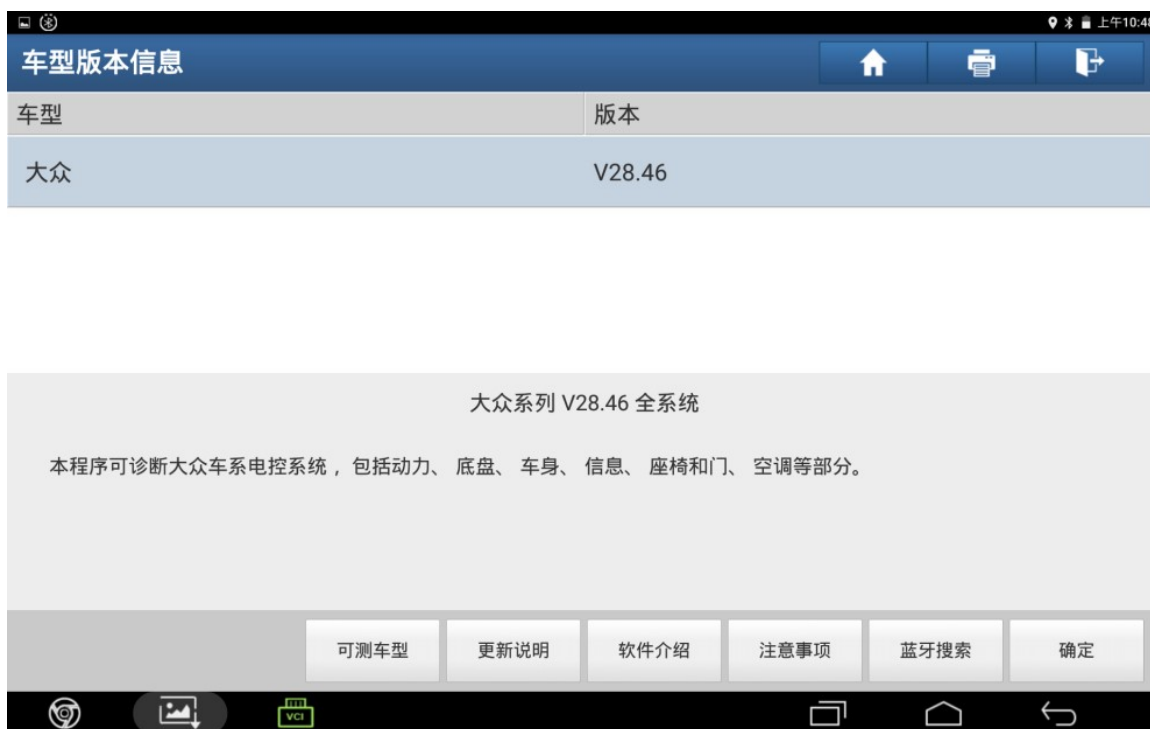 上午10:48
车型版本信息
车型 版本
大众 V28.46
大众系列 V28.46 全系统
本程序可诊断大众车系电控系统，包括动力、 底盘、 车身、 信息、 座椅和门、 空调等部分。
可测车型 更新说明 软件介绍 注意事项 蓝牙搜索 确定
VCI